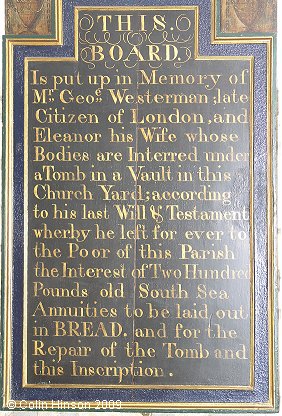 THIS.
BOARD.
Is put up in Memory of
Mr. Geo. Westerman; late
Citizen of London, and
Eleanor his Wife whose
Bodies are Interred under
a Tomb in a Vault in this
Church Yard; according
to his last Will & Testament
wherby he left for ever to
the Poor of this Parish
the Interest of Two Hundred
Pounds old South Sea
Annuities to be laid out
in BREAD. and for the
Repair of the Tomb and
this Inscription.
© Colin Hinson 2009